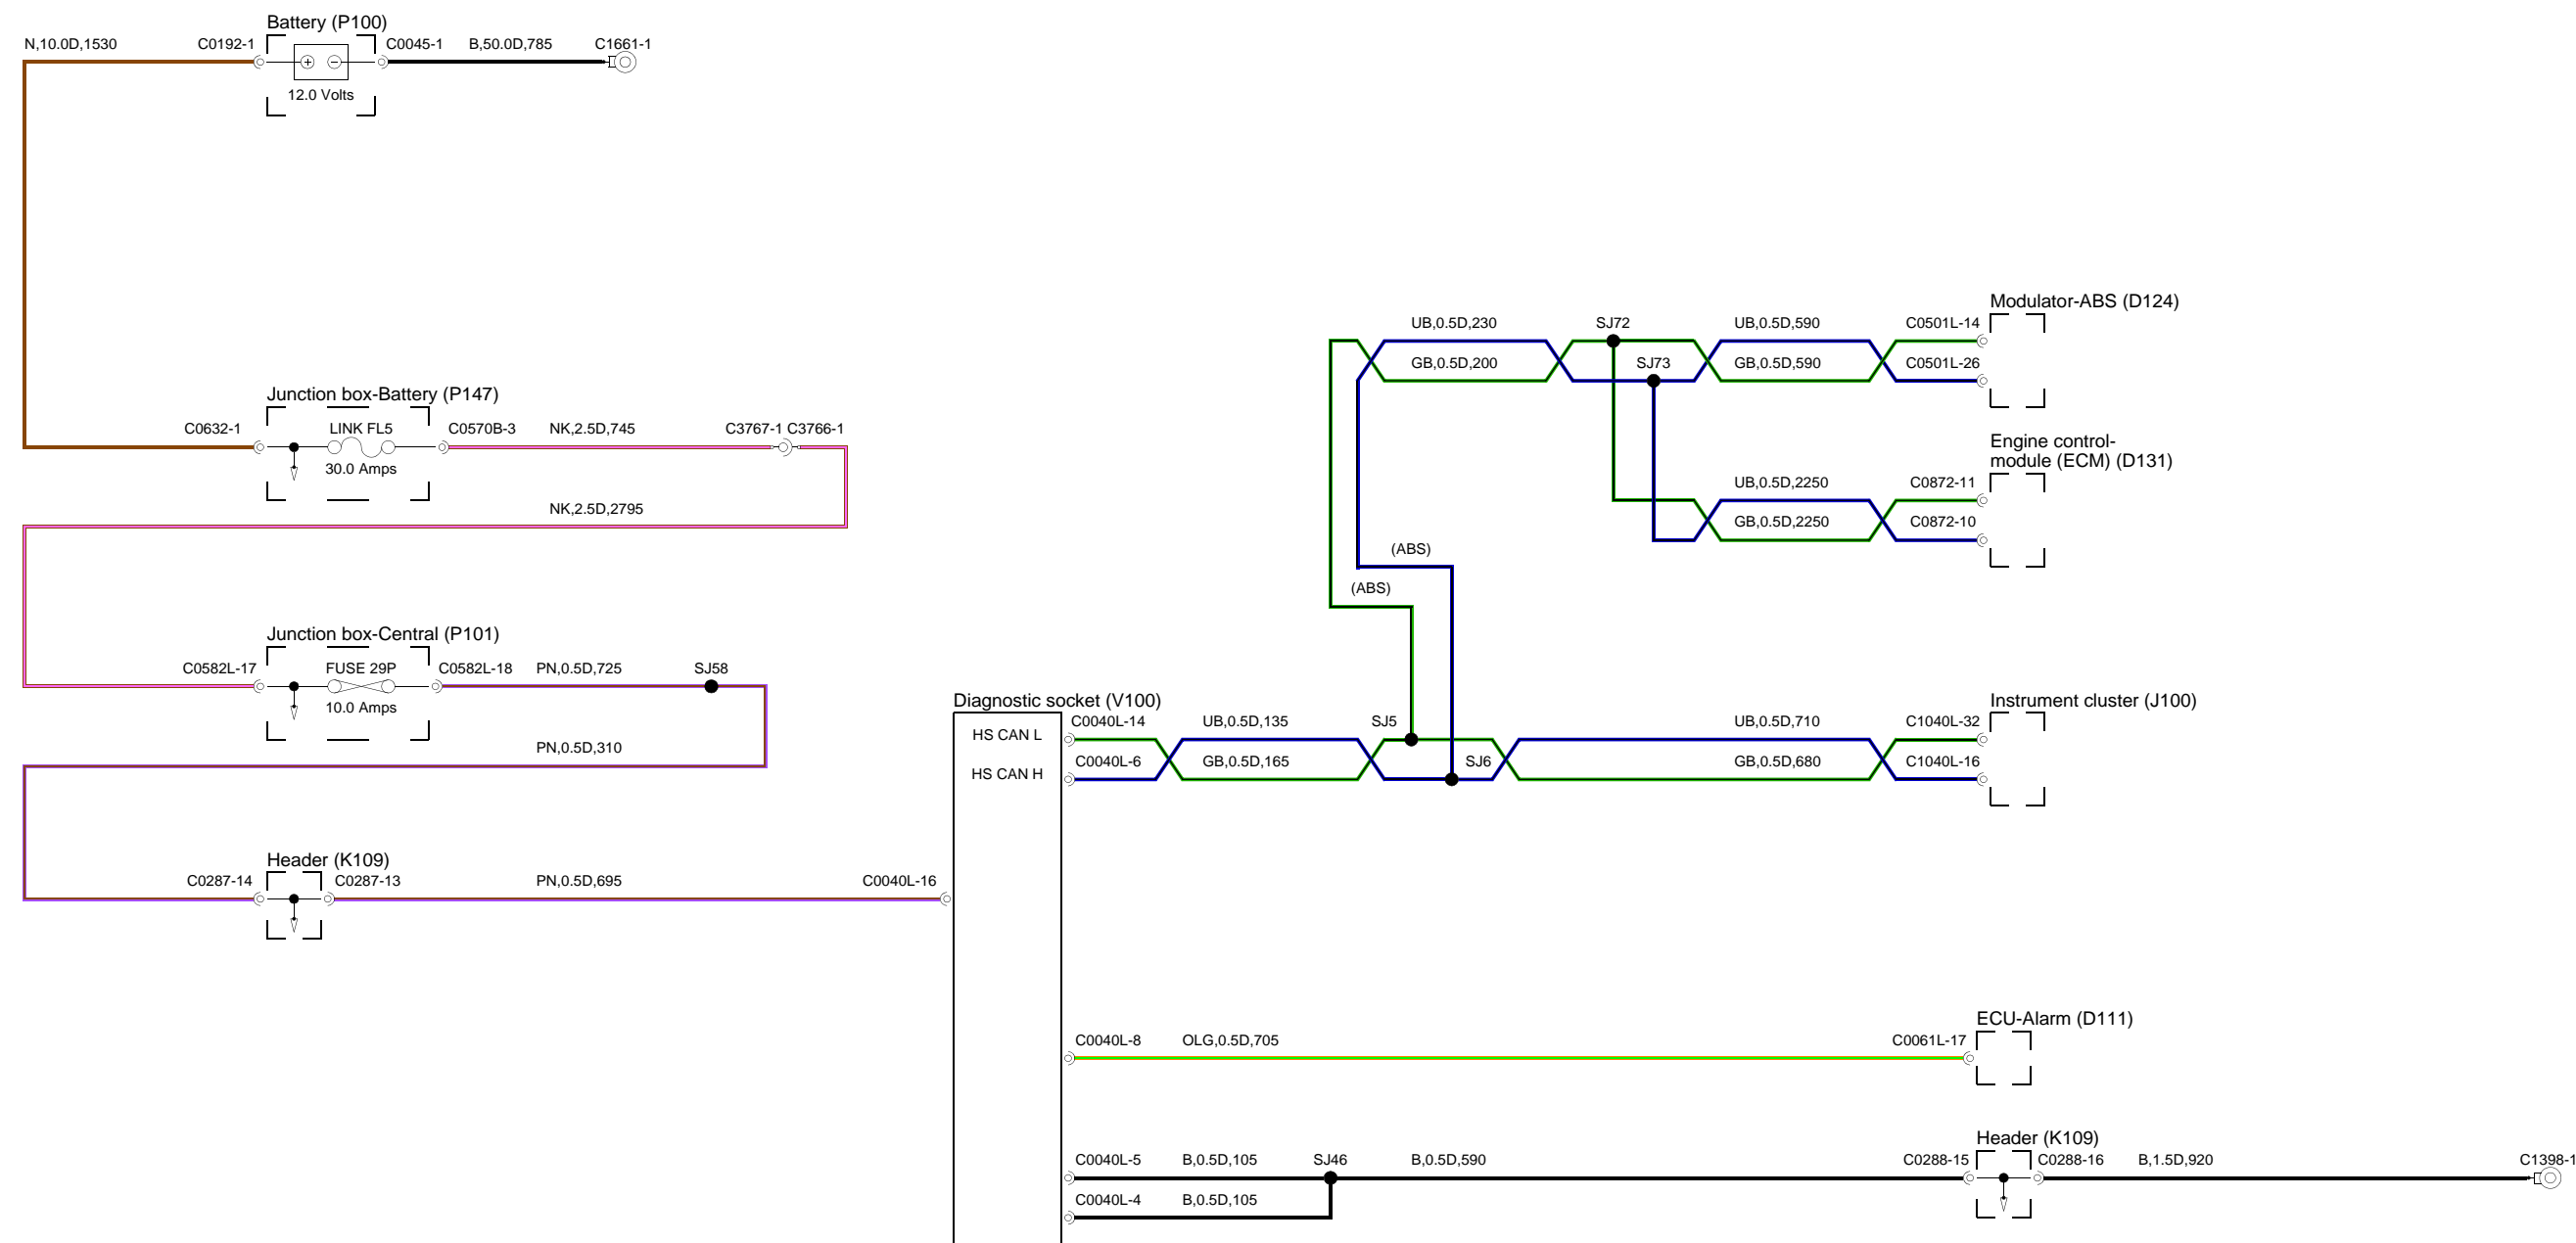 Battery (P100)
N,10.0D,1530
C0192-1
C0045-1
B,50.0D,785
C1661-1
12.0 Volts
Junction box-Battery (P147)
C0632-1
LINK FL5
C0570B-3
NK,2.5D,745
C3767-1 C3766-1
30.0 Amps
NK,2.5D,2795
Junction box-Central (P101)
C0582L-17
FUSE 29P
C0582L-18
PN,0.5D,725
SJ58
10.0 Amps
PN,0.5D,310
Header (K109)
C0287-14
C0287-13
PN,0.5D,695
C0040L-16
Diagnostic socket (V100)
HS CAN L
HS CAN H
C0040L-14
UB,0.5D,135
SJ5
UB,0.5D,710
C1040L-32
C0040L-6
GB,0.5D,165
SJ6
GB,0.5D,680
C1040L-16
Instrument cluster (J100)
(ABS)
(ABS)
UB,0.5D,230
SJ72
UB,0.5D,590
C0501L-14
GB,0.5D,200
SJ73
GB,0.5D,590
C0501L-26
Modulator-ABS (D124)
Engine control-
module (ECM) (D131)
UB,0.5D,2250
C0872-11
GB,0.5D,2250
C0872-10
ECU-Alarm (D111)
C0040L-8
OLG,0.5D,705
C0061L-17
Header (K109)
C0040L-5
B,0.5D,105
SJ46
B,0.5D,590
C0288-15
C0288-16
B,1.5D,920
C1398-1
C0040L-4
B,0.5D,105